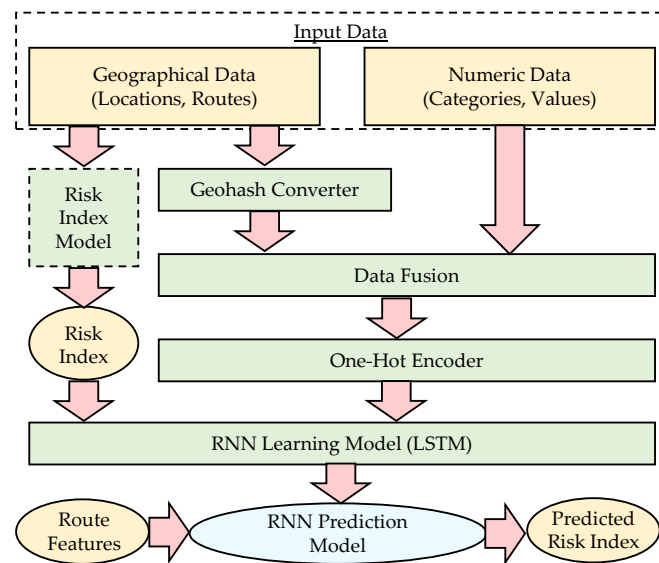 Input Data
Geographical Data
(Locations, Routes)
Numeric Data
(Categories, Values)
Risk
Index
Model
Geohash Converter
Data Fusion
Risk
Index
One-Hot Encoder
RNN Learning Model (LSTM)
Route
Features
RNN Prediction
Model
Predicted
Risk Index